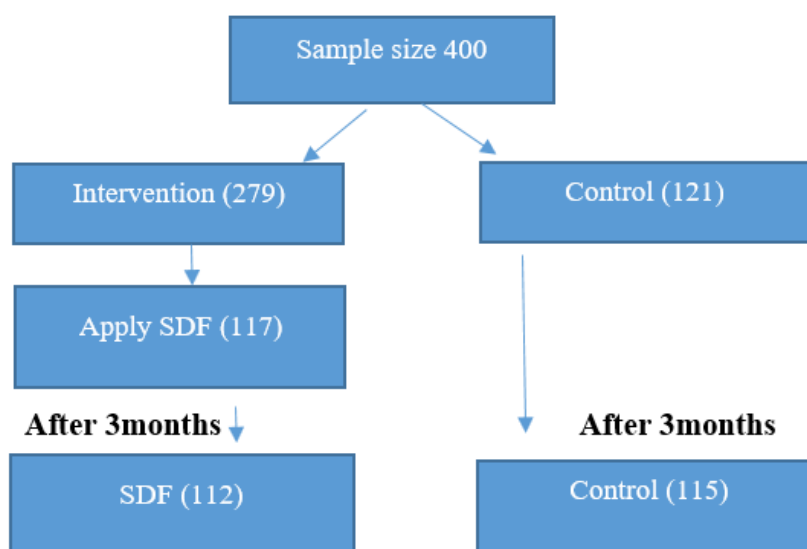 Sample size 400
Intervention (279)
Control (121)
Apply SDF (117)
After 3months
After 3months
SDF (112)
Control (115)